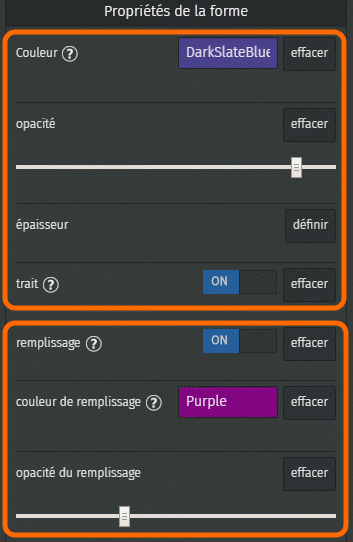 Propriétés de la forme
Couleur ? DarkSlateBlue effacer
opacité effacer
épaisseur définir
trait ? ON effacer
remplissage ? ON effacer
couleur de remplissage ? Purple effacer
opacité du remplissage effacer